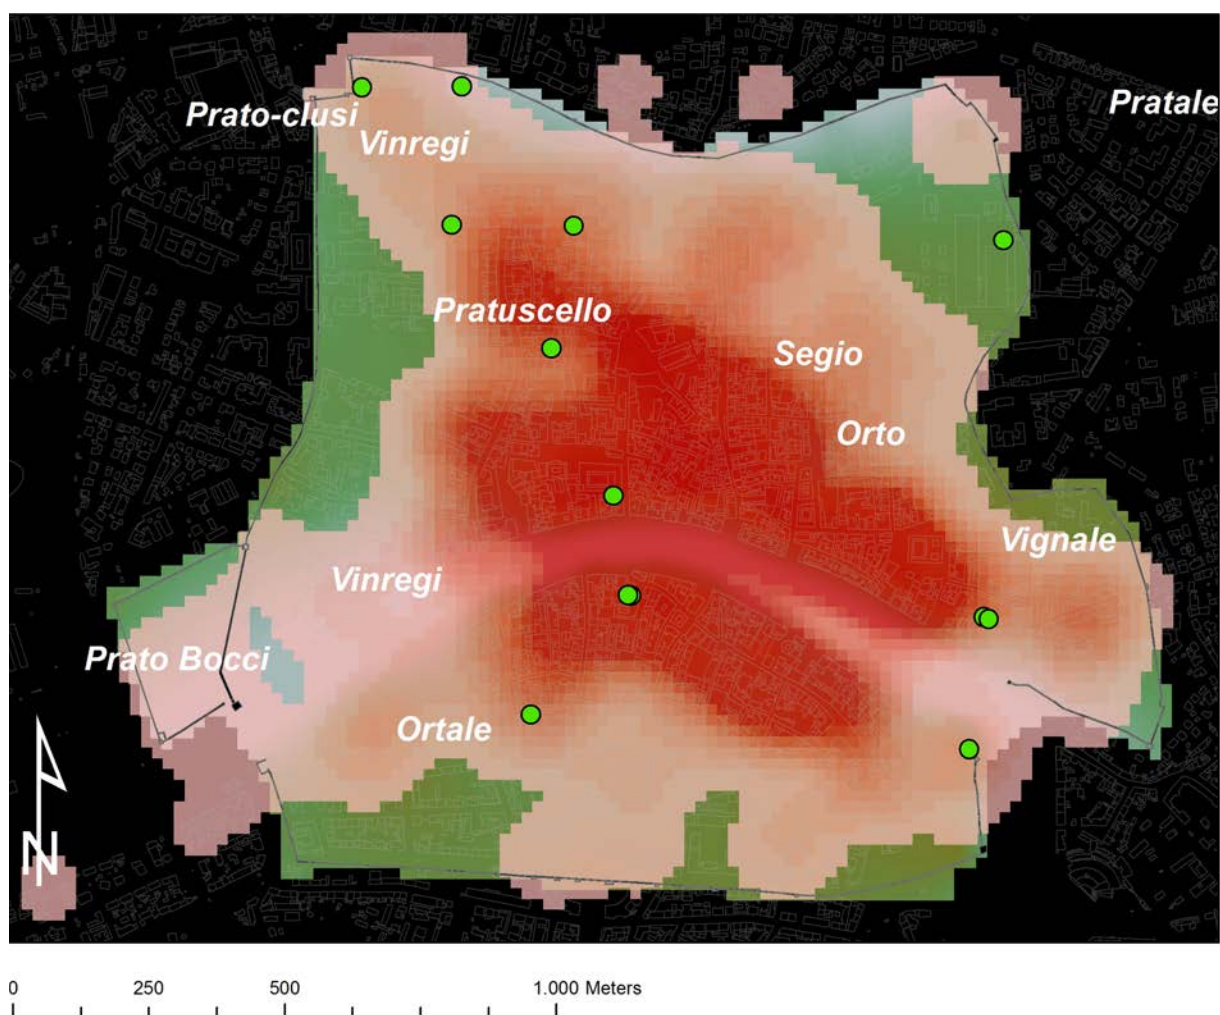 Pratale
Prato-clusi
Vinregi
Pratuscello
Segio
Orto
Vignale
Vinregi
Prato Bocci
Ortale
N
0 250 500 1.000 Meters